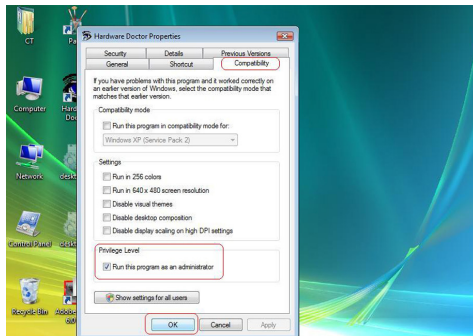 CT
Computer
Network
Control Panel
Recycle Bin
Hardware Doctor Properties
Security Details Previous Versions
General Shortcut Compatibility
If you have problems with this program and it worked correctly on
an earlier version of Windows, select the compatibility mode that
matches that earlier version.
Compatibility mode
Run this program in compatibility mode for:
Windows XP (Service Pack 2)
Settings
Run in 256 colors
Run in 640 x 480 screen resolution
Disable visual themes
Disable desktop composition
Disable display scaling on high DPI settings
Privilege Level
Run this program as an administrator
Show settings for all users
OK Cancel Apply